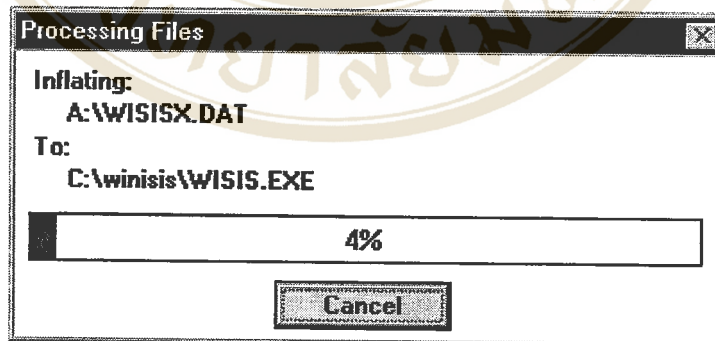 Processing Files
Inflating:
A:\WISISX.DAT
To:
C:\winisis\WISIS.EXE
4%
Cancel